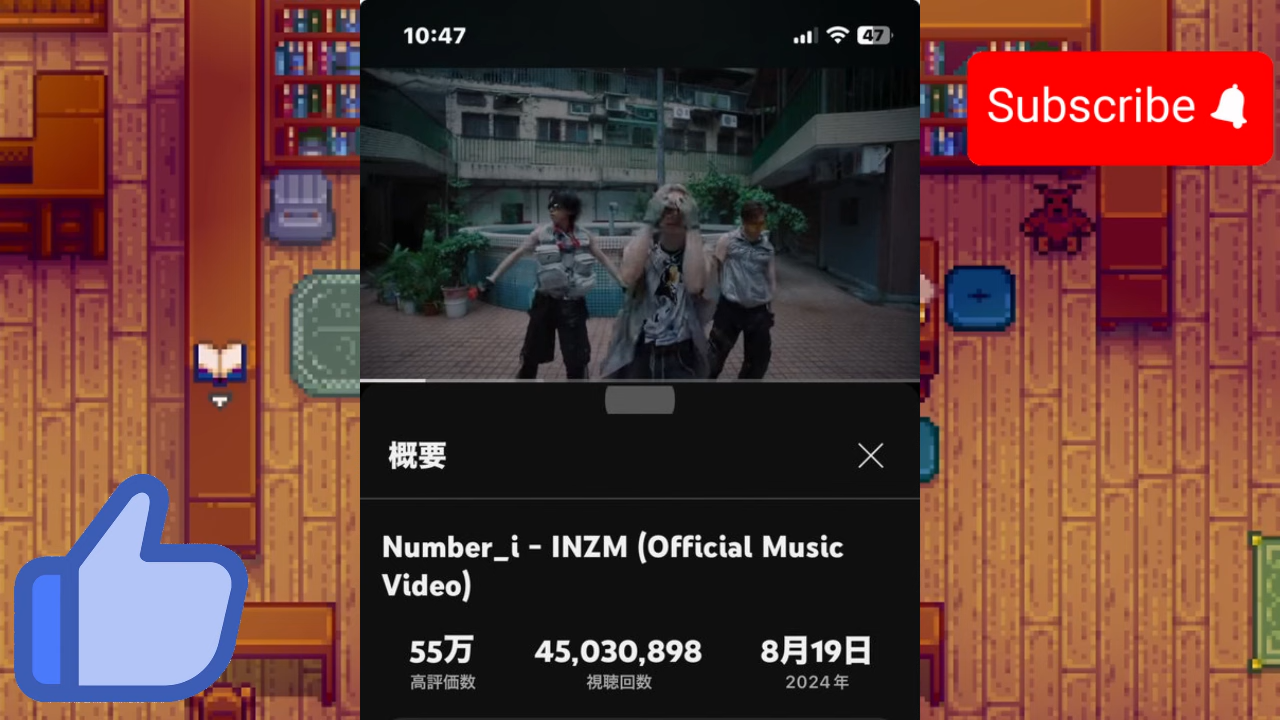 10:47
47
Subscribe
概要
Number_i - INZM (Official Music
Video)
55万 45,030,898 8月19日
高評価数 視聴回数 2024年